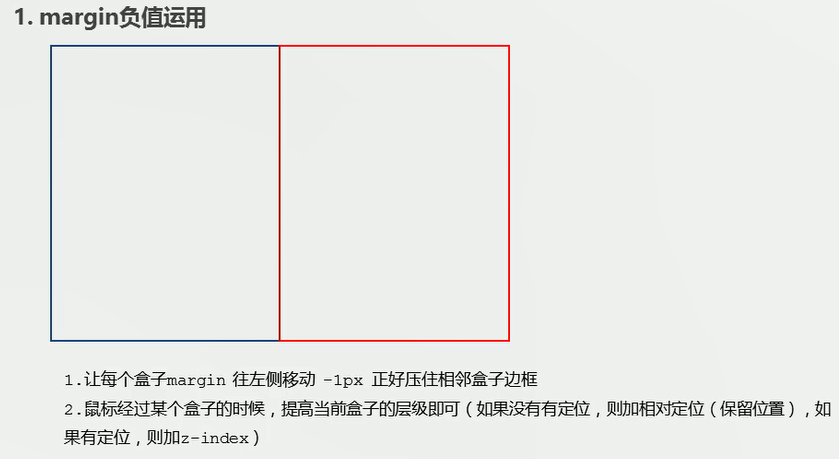 1. margin负值运用
1.让每个盒子margin 往左侧移动 -1px 正好压住相邻盒子边框
2.鼠标经过某个盒子的时候，提高当前盒子的层级即可（如果没有有定位，则加相对定位（保留位置），如
果有定位，则加z-index）